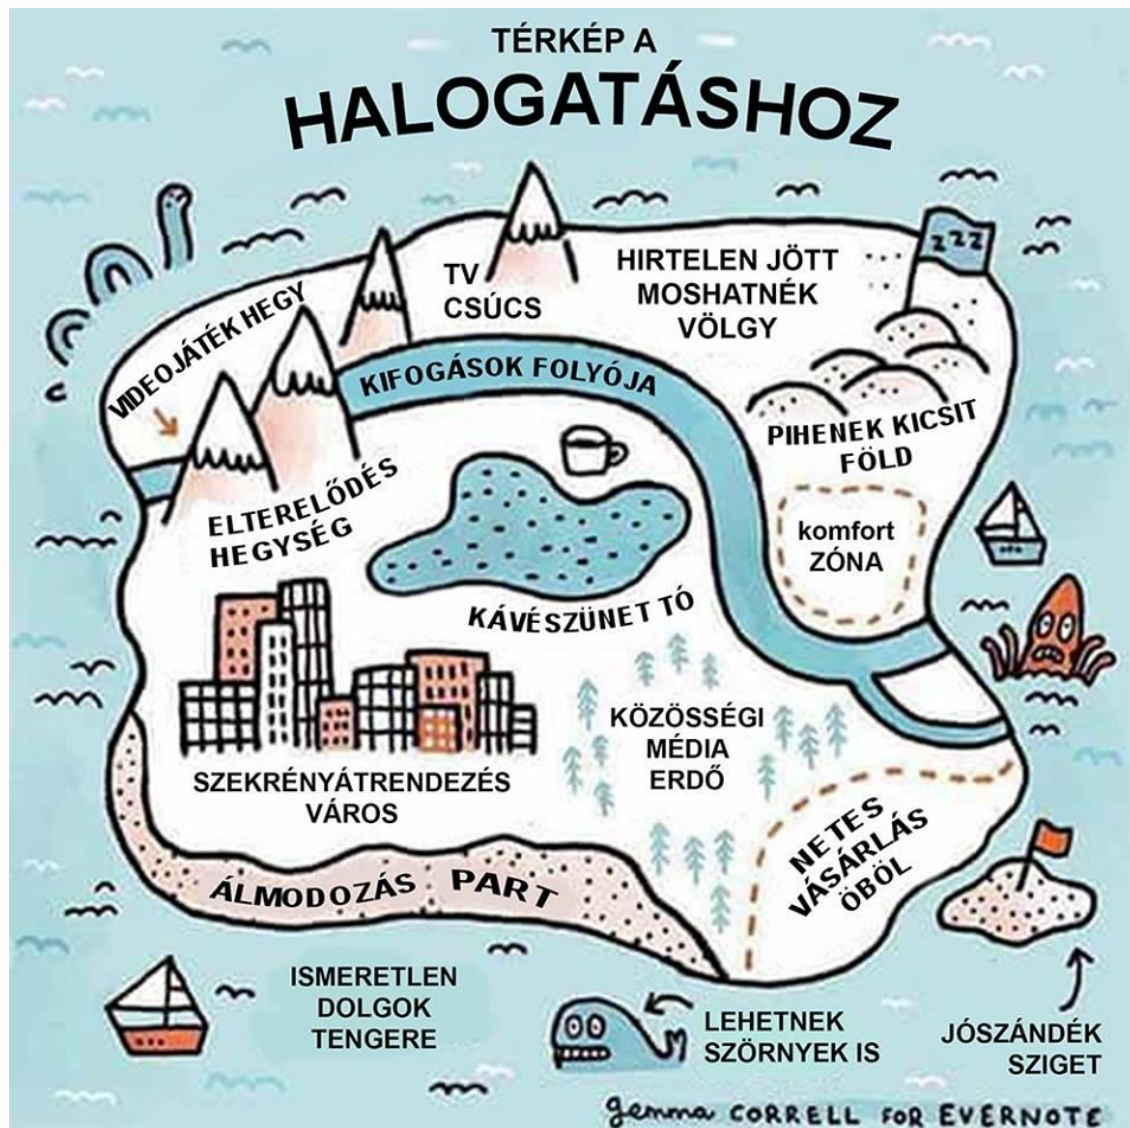 TÉRKÉP A
HALOGATÁSHOZ
zzz
TV
CSÚCS
HIRTELEN JÖTT
MOSHATNÉK
VÖLGY
VIDEOJÁTÉK HEGY
KIFOGÁSOK FOLYÓJA
PIHENEK KICSIT
FÖLD
ELTERELŐDÉS
HEGYSÉG
komfort
ZÓNA
KÁVÉSZÜNET TÓ
KÖZÖSSÉGI
MÉDIA
ERDŐ
SZEKRÉNYÁTRENDEZÉS
VÁROS
NETES
VÁSÁRLÁS
ÖBÖL
ÁLMODOZÁS PART
ISMERETLEN
DOLGOK
TENGERE
LEHETNEK
SZÖRNYEK IS
JÓSZÁNDÉK
SZIGET
gemma CORRELL FOR EVERNOTE